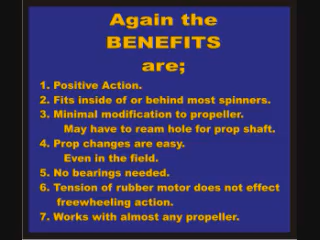 Again the
BENEFITS
are;
1. Positive Action.
2. Fits inside of or behind most spinners.
3. Minimal modification to propeller.
May have to ream hole for prop shaft.
4. Prop changes are easy.
Even in the field.
5. No bearings needed.
6. Tension of rubber motor does not effect
freewheeling action.
7. Works with almost any propeller.